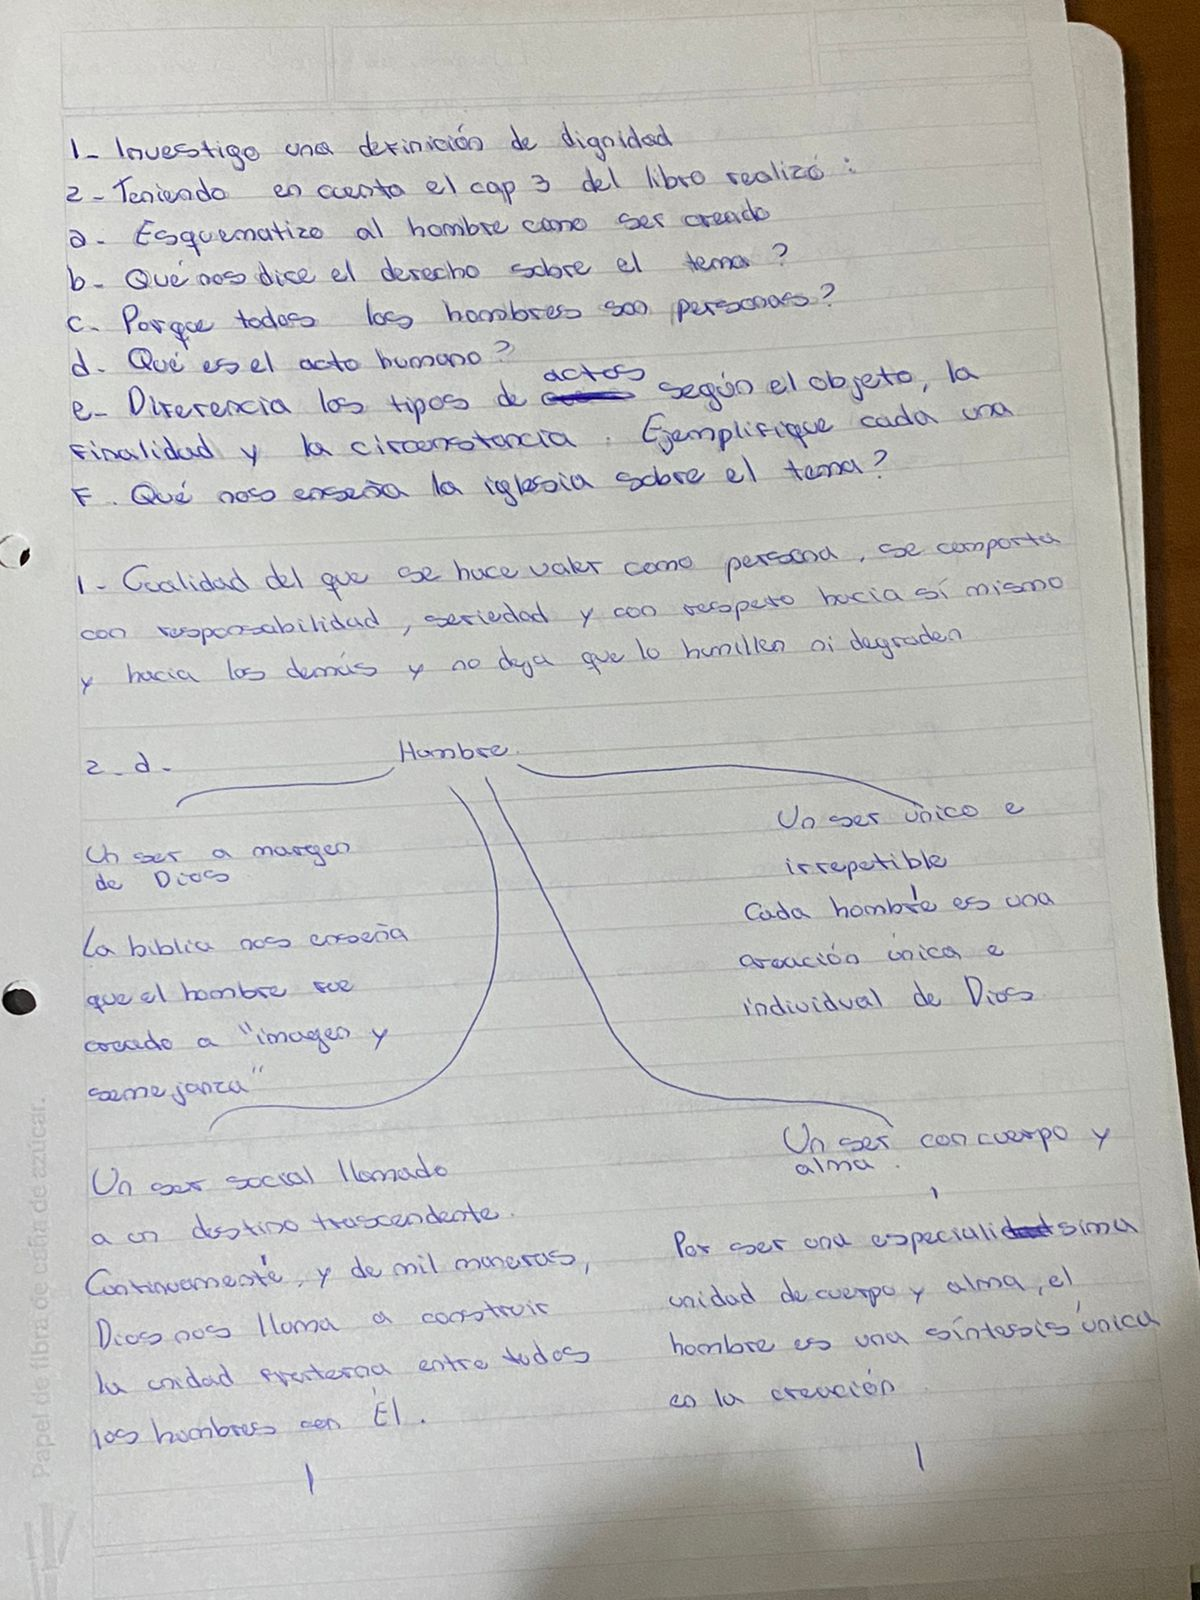 1- Investigo una definición de dignidad
2- Teniendo en cuenta el cap 3 del libro realizó:
a- Esquematizo al hombre como ser creado
b- Qué nos dice el derecho sobre el tema?
c. Porque todos los hombres son personas?
d. Qué es el acto humano?
e- Diferencia los tipos de actos según el objeto, la
finalidad y la circunstancia. Ejemplifique cada una
F. Qué nos enseña la iglesia sobre el tema?
1- Cualidad del que se hace valer como persona, se comporta
con responsabilidad, seriedad y con respeto hacia sí mismo
y hacia los demás y no deja que lo humillen ni degraden
2- d-
Hombre.
Un ser a margen
de Dios
La biblia nos enseña
que el hombre fue
creado a "imagen y
semejanza"
Un ser único e
irrepetible
Cada hombre es una
creación única e
individual de Dios
Un ser social llamado
a un destino trascendente.
Continuamente, y de mil maneras,
Dios nos llama a construir
la unidad fraterna entre todos
los hombres con Él.
Un ser con cuerpo y
alma.
Por ser una especialisima
unidad de cuerpo y alma, el
hombre es una síntesis única
en la creación
Papel de fibra de caña de azúcar.